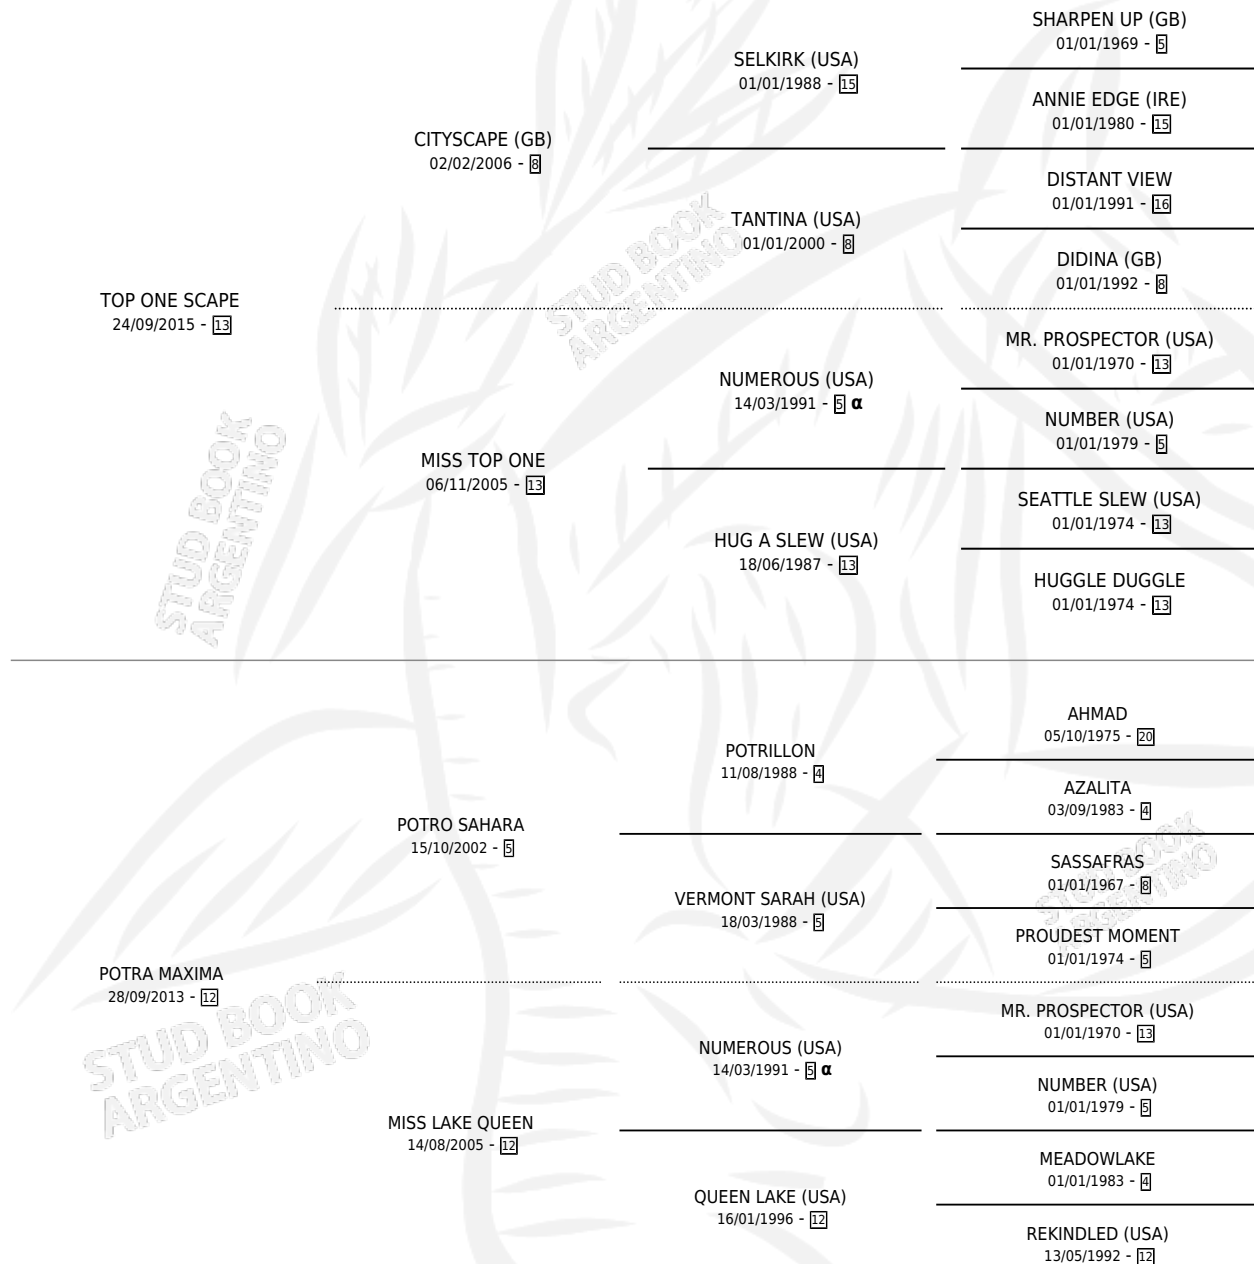 SHARPEN UP (GB)
01/01/1969 - 5
SELKIRK (USA)
01/01/1988 - 15
ANNIE EDGE (IRE)
01/01/1980 - 15
CITYSCAPE (GB)
02/02/2006 - 8
DISTANT VIEW
01/01/1991 - 16
TANTINA (USA)
01/01/2000 - 8
DIDINA (GB)
01/01/1992 - 8
STUD BOOK
ARGENTINO
TOP ONE SCAPE
24/09/2015 - 13
MR. PROSPECTOR (USA)
01/01/1970 - 13
NUMEROUS (USA)
14/03/1991 - 5 α
NUMBER (USA)
01/01/1979 - 5
MISS TOP ONE
06/11/2005 - 13
SEATTLE SLEW (USA)
01/01/1974 - 13
HUG A SLEW (USA)
18/06/1987 - 13
HUGGLE DUGGLE
01/01/1974 - 13
STUD BOOK
ARGENTINO
AHMAD
05/10/1975 - 20
POTRILLON
11/08/1988 - 4
AZALITA
03/09/1983 - 4
POTRO SAHARA
15/10/2002 - 5
SASSAFRAS
01/01/1967 - 8
STUD BOOK
ARGENTINO
VERMONT SARAH (USA)
18/03/1988 - 5
PROUDEST MOMENT
01/01/1974 - 5
POTRA MAXIMA
28/09/2013 - 12
STUD BOOK
ARGENTINO
MR. PROSPECTOR (USA)
01/01/1970 - 13
NUMEROUS (USA)
14/03/1991 - 5 α
NUMBER (USA)
01/01/1979 - 5
MISS LAKE QUEEN
14/08/2005 - 12
MEADOWLAKE
01/01/1983 - 4
QUEEN LAKE (USA)
16/01/1996 - 12
REKINDLED (USA)
13/05/1992 - 12